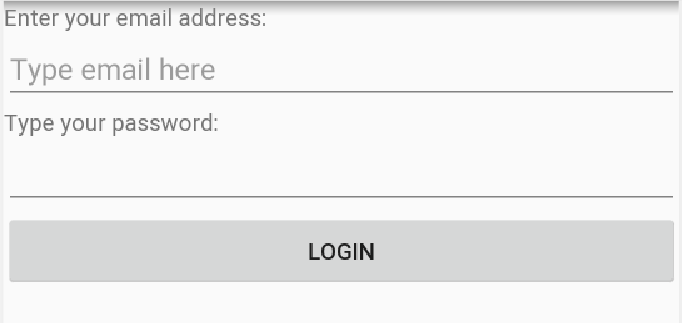 Enter your email address:
Type email here
Type your password:
LOGIN